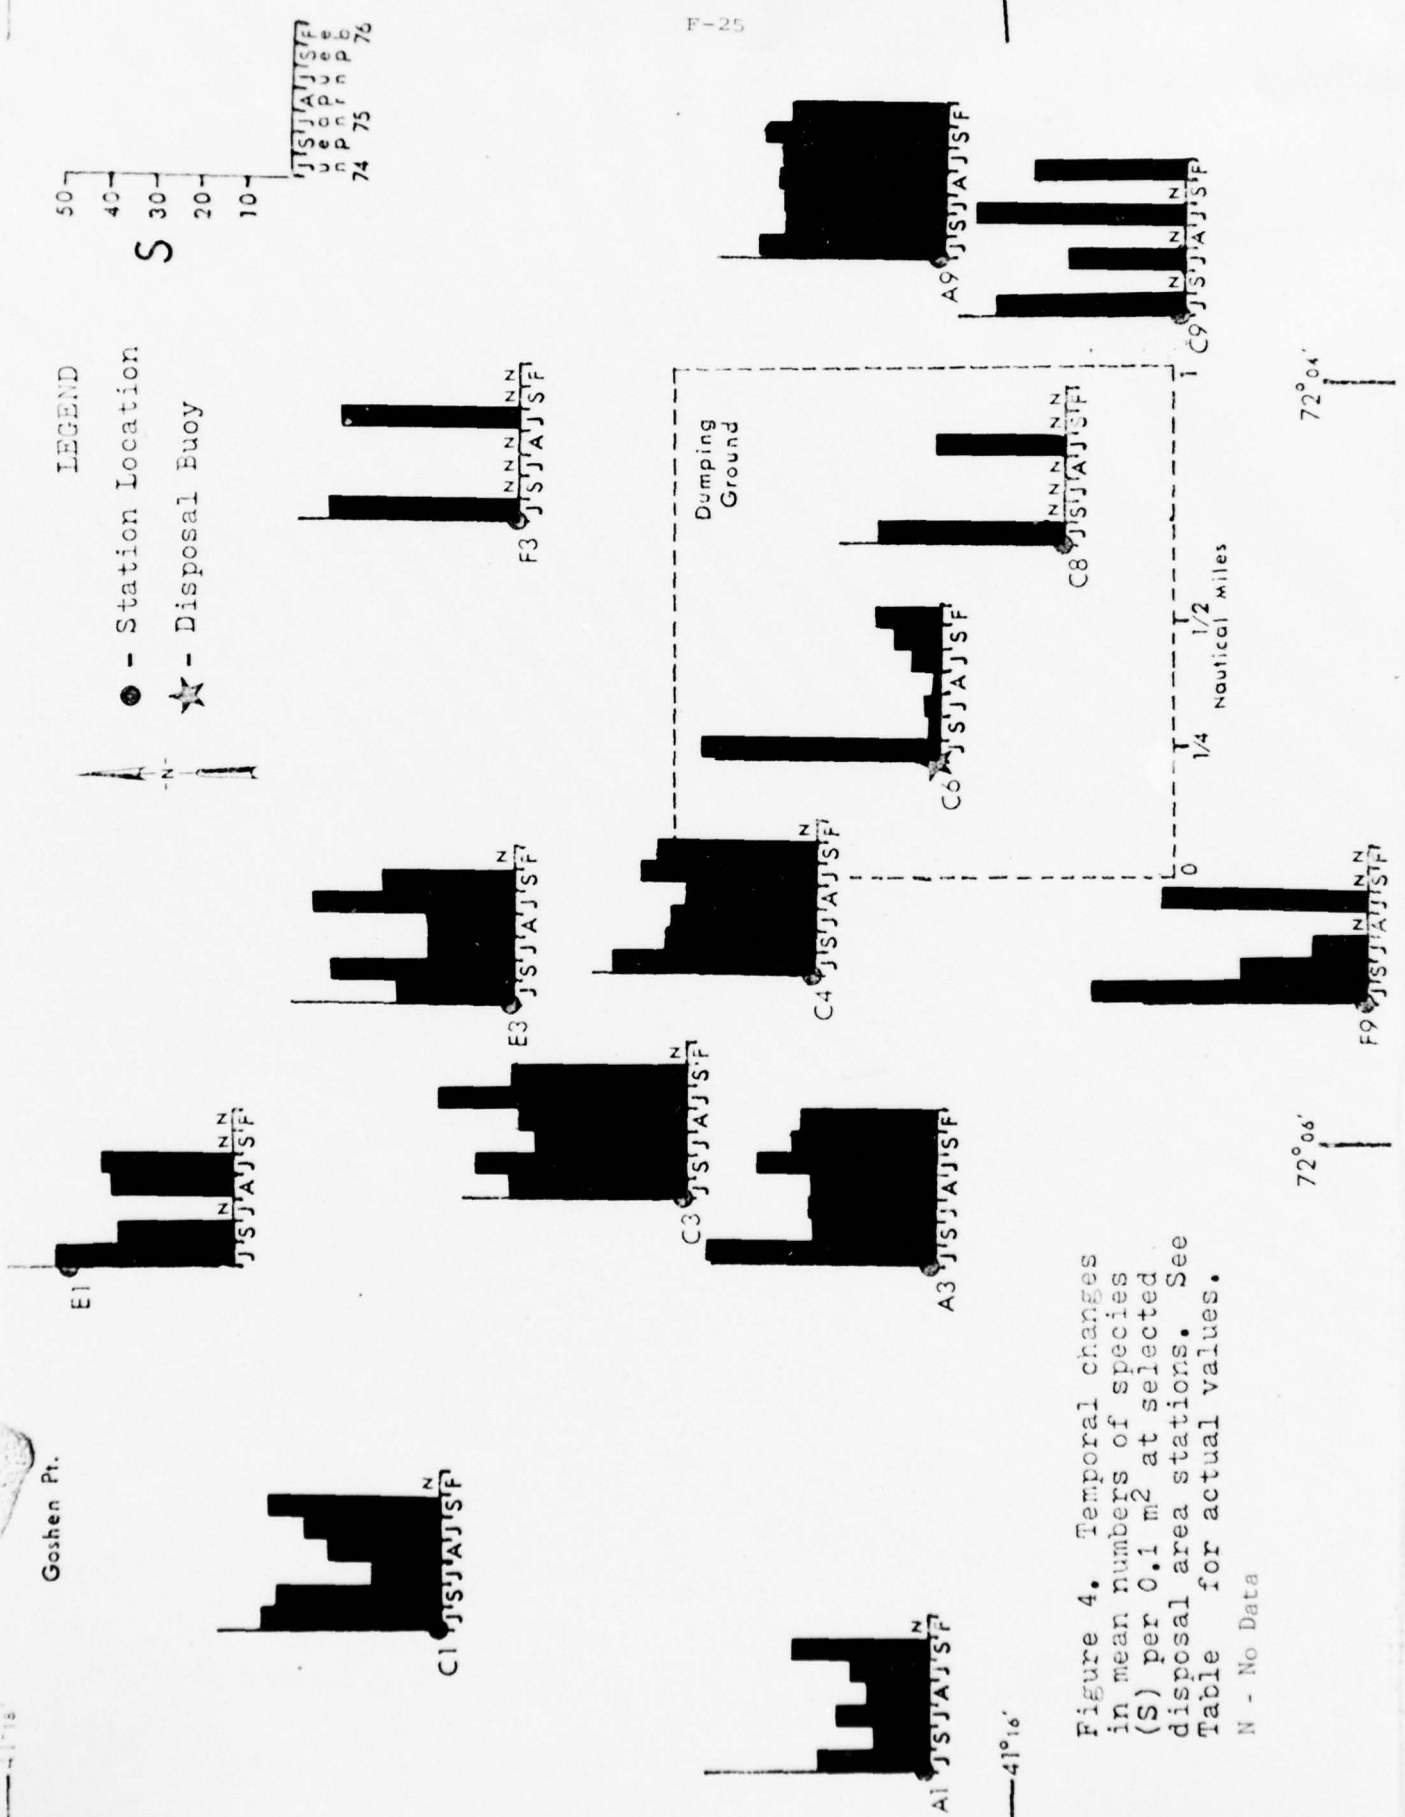 F-25
LEGEND
- Station Location
- Disposal Buoy
-N-
S
50
40
30
20
10
J S J A J S F
u e a p u e e
n p n r n p b
74 75 76
41°18
Goshen Pt.
E1
J S J A J S F
N N N
C1
J S J A J S F
N
E3
J S J A J S F
N
F3
J S J A J S F
N N N N N
C3
J S J A J S F
N
C4
J S J A J S F
N
Dumping
Ground
A1
J S J A J S F
N
A3
J S J A J S F
C6
J S J A J S F
C8
J S J A J S F
N N N N N
A9
J S J A J S F
C9
J S J A J S F
N N N
F9
J S J A J S F
N N N
0 1/4 1/2 1
Nautical Miles
41°16'
72°06'
72°04'
Figure 4. Temporal changes
in mean numbers of species
(S) per 0.1 m2 at selected
disposal area stations. See
Table for actual values.
N - No Data